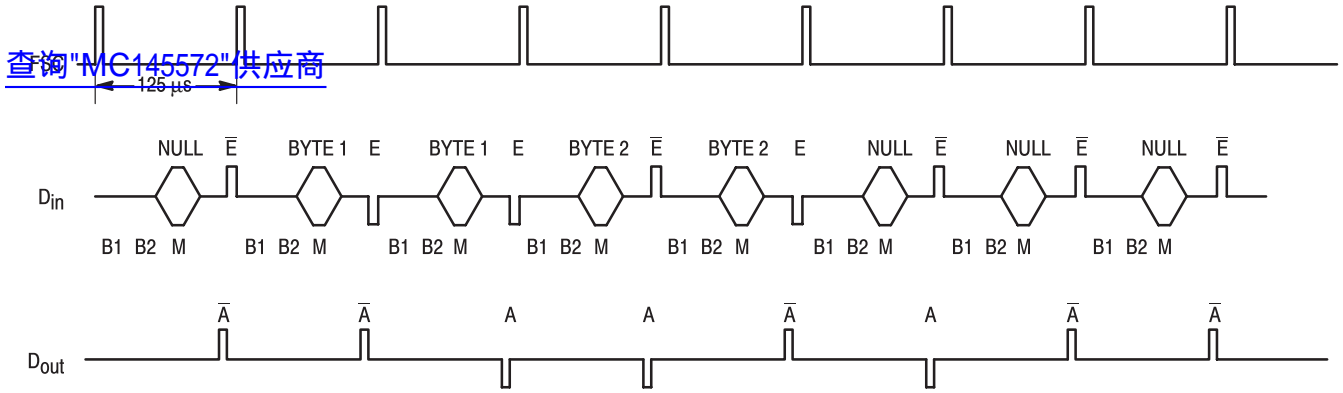 查询"MC145572"供应商
FSC
125 μs
NULL E̅ BYTE 1 E BYTE 1 E BYTE 2 E̅ BYTE 2 E NULL E̅ NULL E̅ NULL E̅
Din
B1 B2 M B1 B2 M B1 B2 M B1 B2 M B1 B2 M B1 B2 M B1 B2 M B1 B2 M
A̅ A̅ A A A̅ A A̅ A̅
Dout